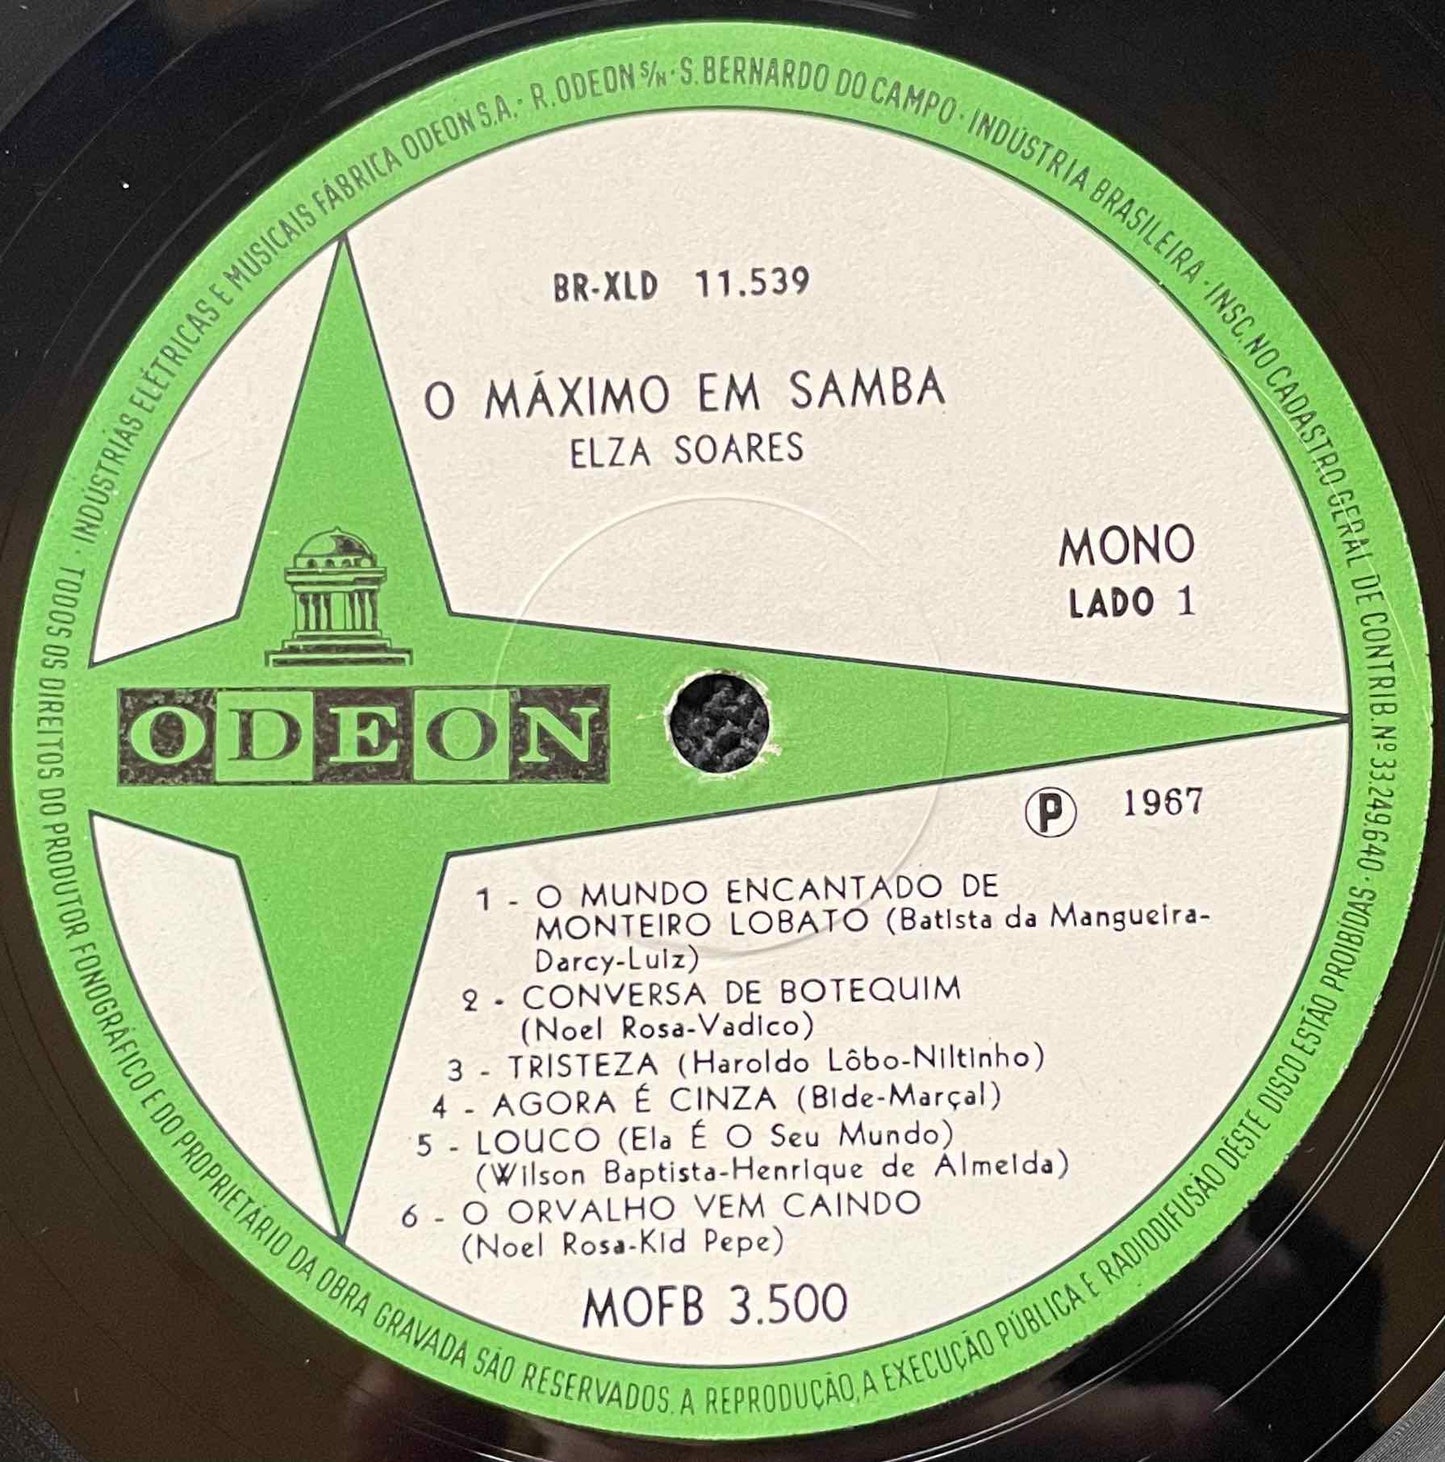 INDÚSTRIAS ELÉTRICAS E MUSICAIS FÁBRICA ODEON S.A. · R. ODEON S/N · S. BERNARDO DO CAMPO · INDÚSTRIA BRASILEIRA · INSC. NO CADASTRO GERAL DE CONTRIB. Nº 33.249.640 ·
BR-XLD 11.539
O MÁXIMO EM SAMBA
ELZA SOARES
MONO
LADO 1
ODEON
P 1967
1 - O MUNDO ENCANTADO DE
MONTEIRO LOBATO (Batista da Mangueira-
Darcy-Luiz)
2 - CONVERSA DE BOTEQUIM
(Noel Rosa-Vadico)
3 - TRISTEZA (Haroldo Lôbo-Niltinho)
4 - AGORA É CINZA (Bide-Marçal)
5 - LOUCO (Ela É O Seu Mundo)
(Wilson Baptista-Henrique de Almeida)
6 - O ORVALHO VEM CAINDO
(Noel Rosa-Kid Pepe)
MOFB 3.500
TODOS OS DIREITOS DO PRODUTOR FONOGRÁFICO E DO PROPRIETÁRIO DA OBRA GRAVADA SÃO RESERVADOS. A REPRODUÇÃO, A EXECUÇÃO PÚBLICA E RADIODIFUSÃO DESTE DISCO ESTÃO PROIBIDAS ·